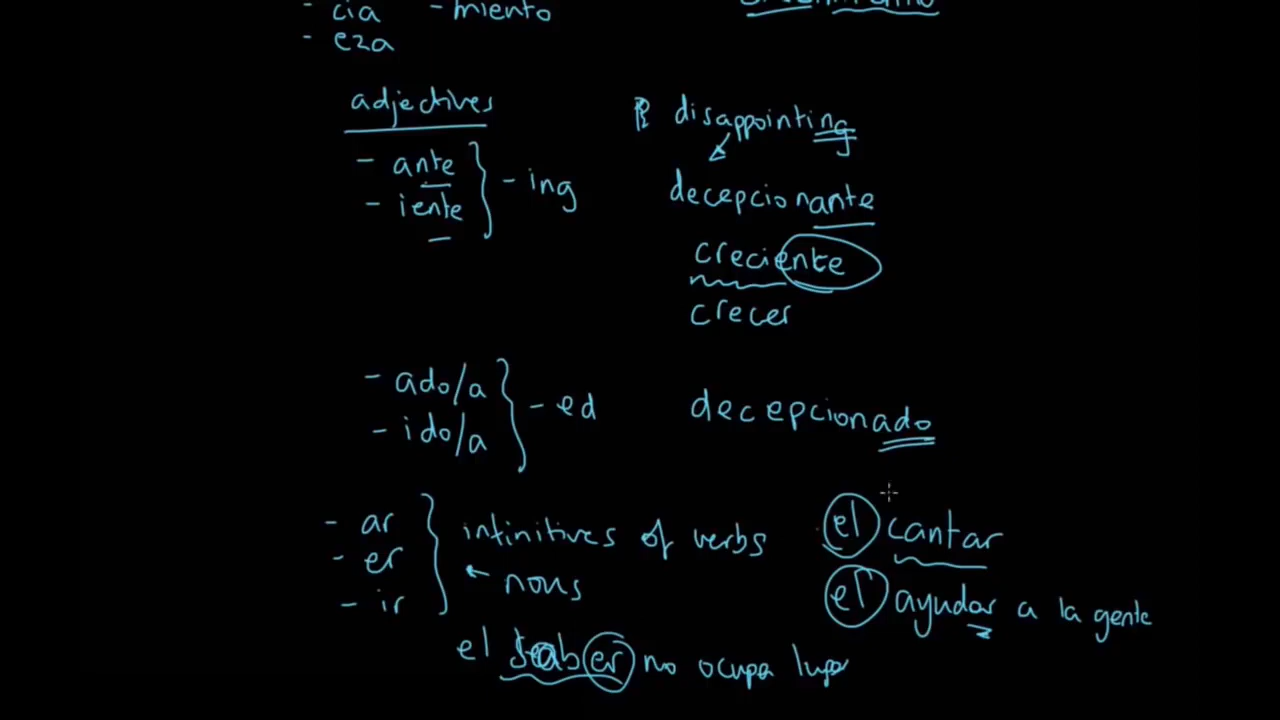 - cia - miento
- eza
adjectives
- ante
- iente
- ing
disappointing
decepcionante
creciente
crecer
- ado/a
- ido/a
- ed
decepcionado
- ar
- er
- ir
infinitives of verbs
nons
el cantar
el ayudar a la gente
el saber no ocupa lugar